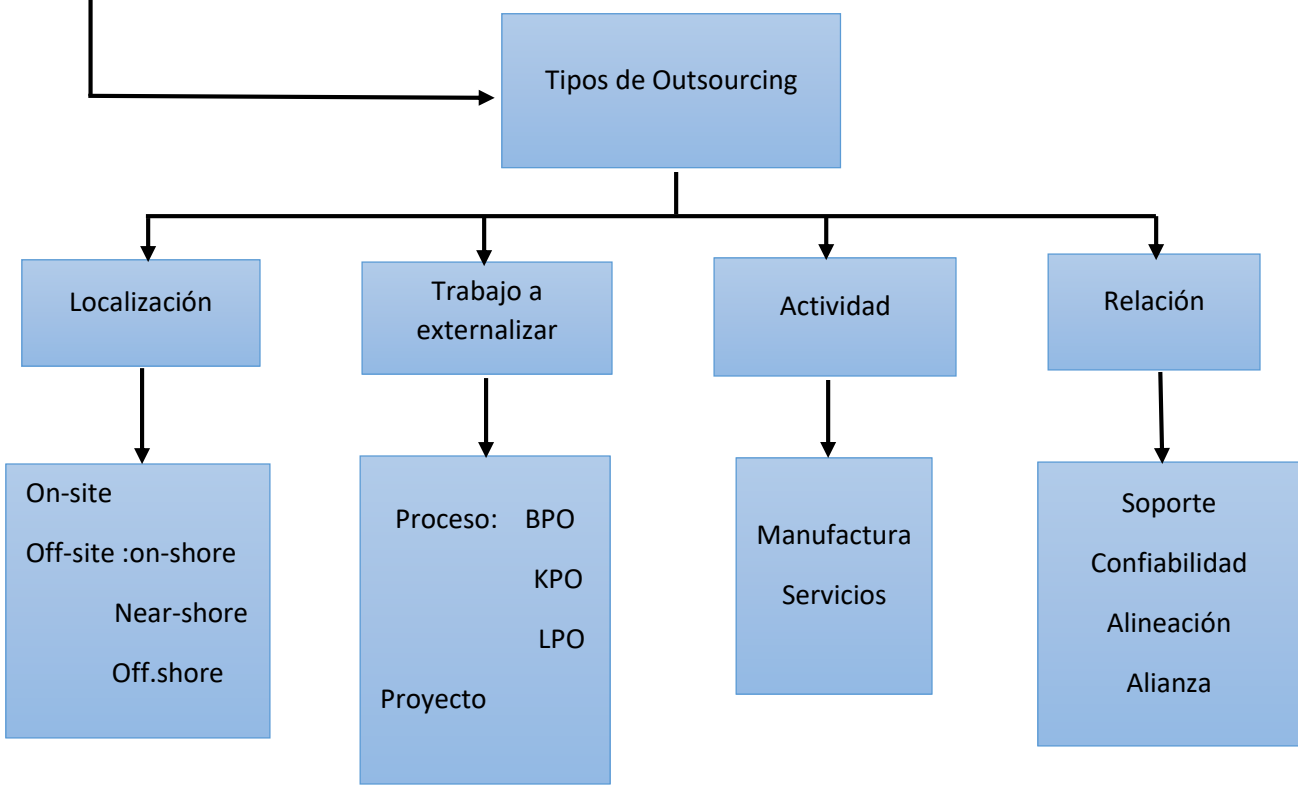 Tipos de Outsourcing
Localización
Trabajo a
externalizar
Actividad
Relación
On-site
Off-site :on-shore
Near-shore
Off.shore
Proceso: BPO
KPO
LPO
Proyecto
Manufactura
Servicios
Soporte
Confiabilidad
Alineación
Alianza